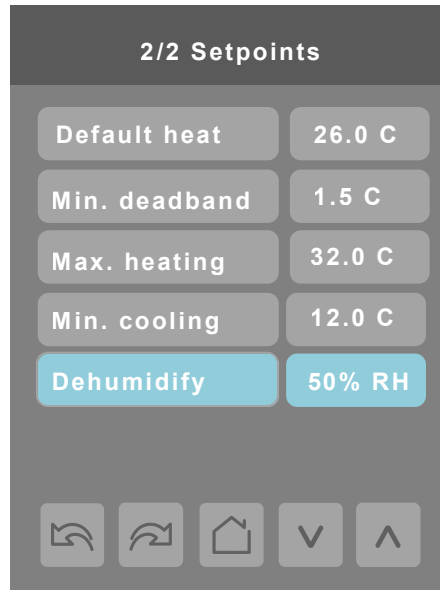 2/2 Setpoints
Default heat 26.0 C
Min. deadband 1.5 C
Max. heating 32.0 C
Min. cooling 12.0 C
Dehumidify 50% RH